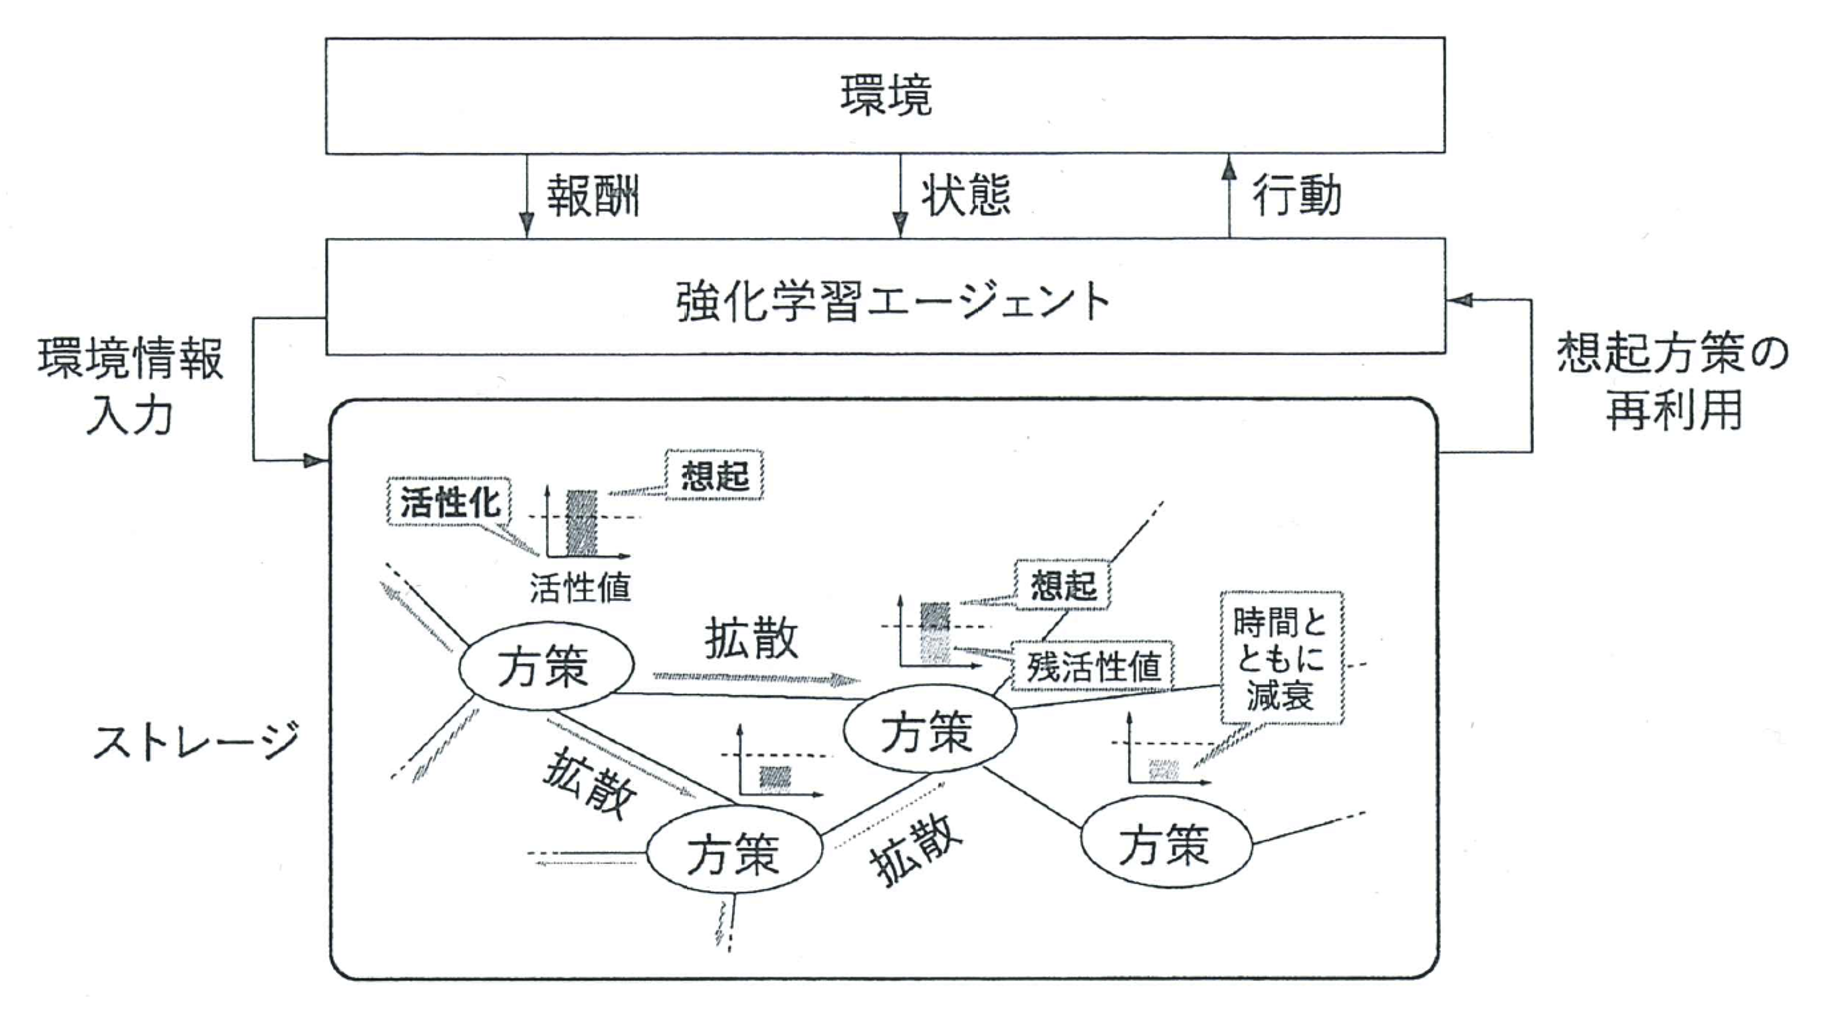 環境
報酬
状態
行動
強化学習エージェント
環境情報
入力
想起方策の
再利用
活性化
想起
活性値
想起
残活性値
時間と
ともに
減衰
方策
拡散
方策
拡散
方策
拡散
方策
ストレージ